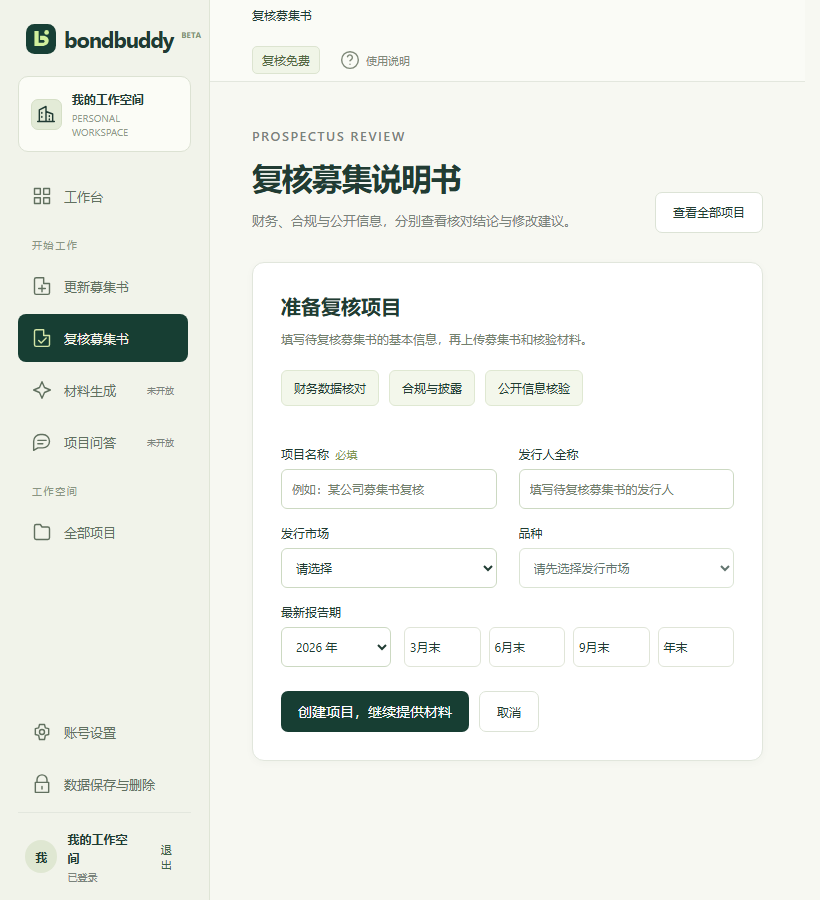 bondbuddy BETA
我的工作空间
PERSONAL
WORKSPACE
工作台
开始工作
更新募集书
复核募集书
材料生成 未开放
项目问答 未开放
工作空间
全部项目
账号设置
数据保存与删除
我
我的工作空
间
已登录
退
出
复核募集书
复核免费
使用说明
PROSPECTUS REVIEW
复核募集说明书
财务、合规与公开信息，分别查看核对结论与修改建议。
查看全部项目
准备复核项目
填写待复核募集书的基本信息，再上传募集书和核验材料。
财务数据核对 合规与披露 公开信息核验
项目名称 必填 发行人全称
例如：某公司募集书复核 填写待复核募集书的发行人
发行市场 品种
请选择 请先选择发行市场
最新报告期
2026 年 3月末 6月末 9月末 年末
创建项目，继续提供材料 取消